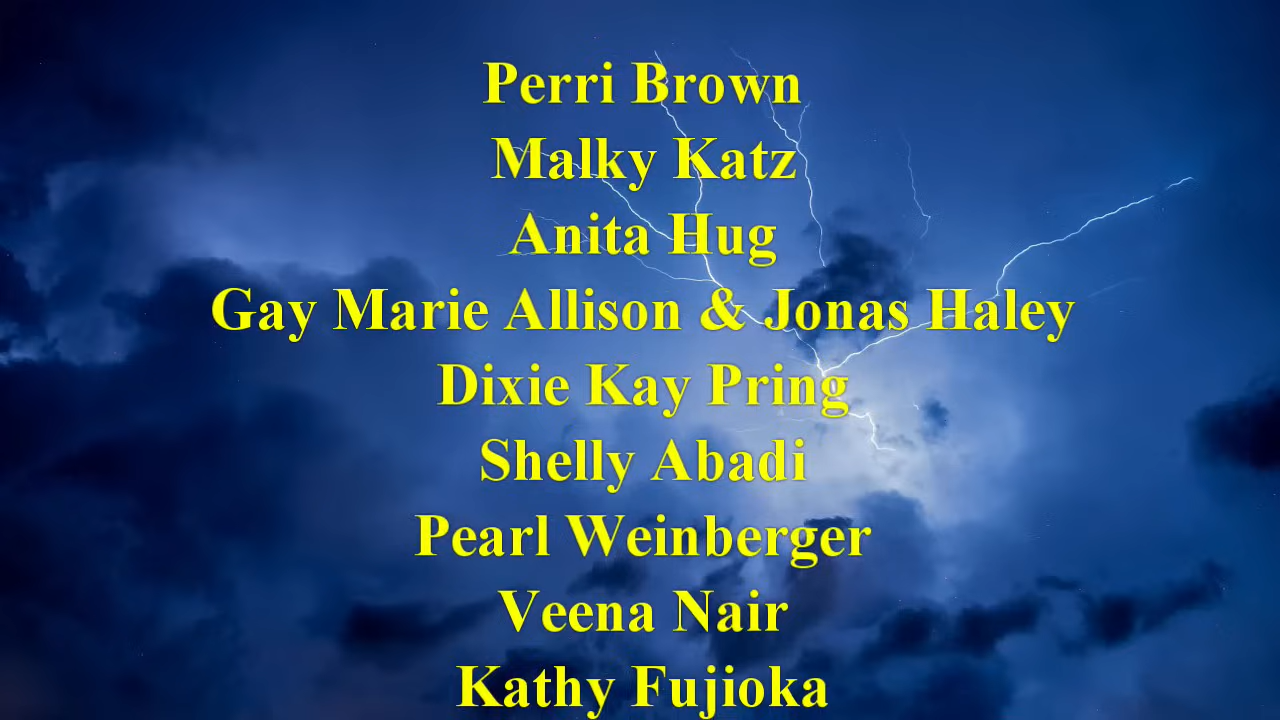 Perri Brown
Malky Katz
Anita Hug
Gay Marie Allison & Jonas Haley
Dixie Kay Pring
Shelly Abadi
Pearl Weinberger
Veena Nair
Kathy Fujioka